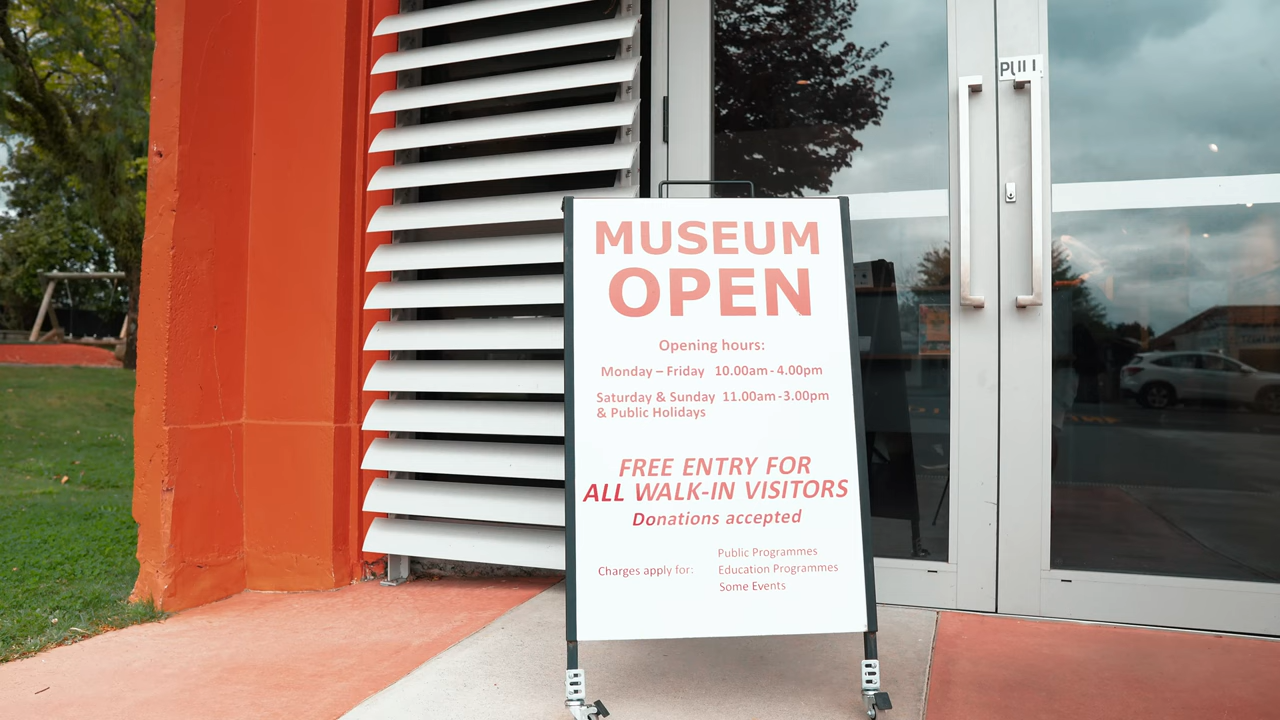 MUSEUM
OPEN
Opening hours:
Monday – Friday 10.00am - 4.00pm
Saturday & Sunday 11.00am -3.00pm
& Public Holidays
FREE ENTRY FOR
ALL WALK-IN VISITORS
Donations accepted
Public Programmes
Charges apply for: Education Programmes
Some Events
PULL